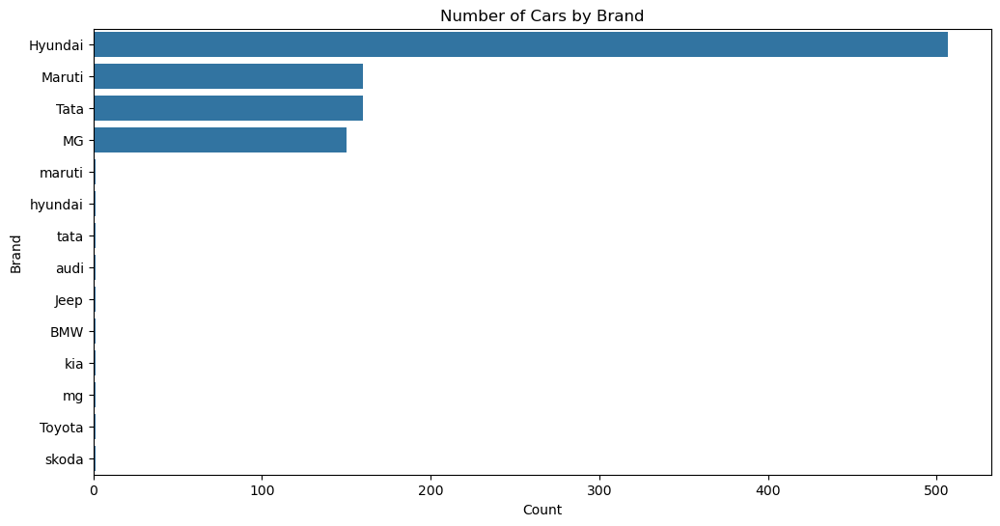 Number of Cars by Brand
Hyundai
Maruti
Tata
MG
maruti
hyundai
tata
audi
Jeep
BMW
kia
mg
Toyota
skoda
Brand
0 100 200 300 400 500
Count